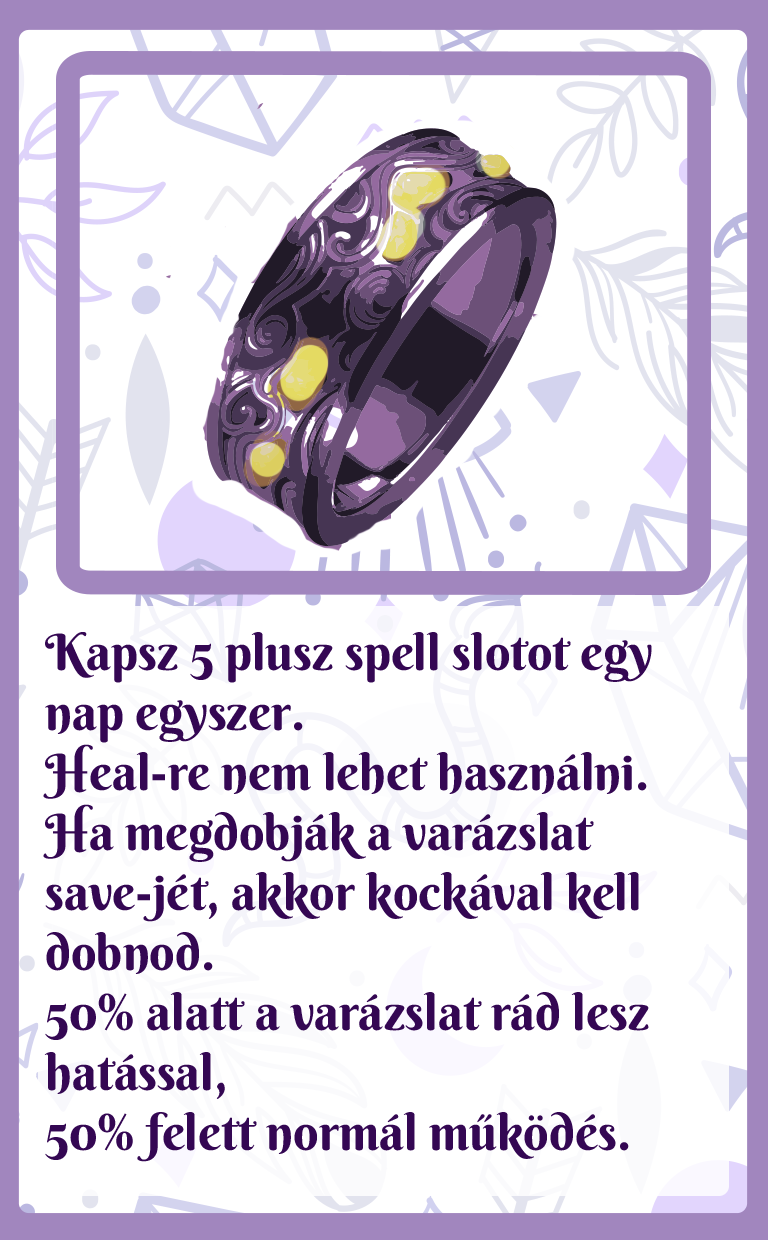 Kapsz 5 plusz spell slotot egy
nap egyszer.
Heal-re nem lehet használni.
Ha megdobják a varázslat
save-jét, akkor kockával kell
dobnod.
50% alatt a varázslat rád lesz
hatással,
50% felett normál működés.